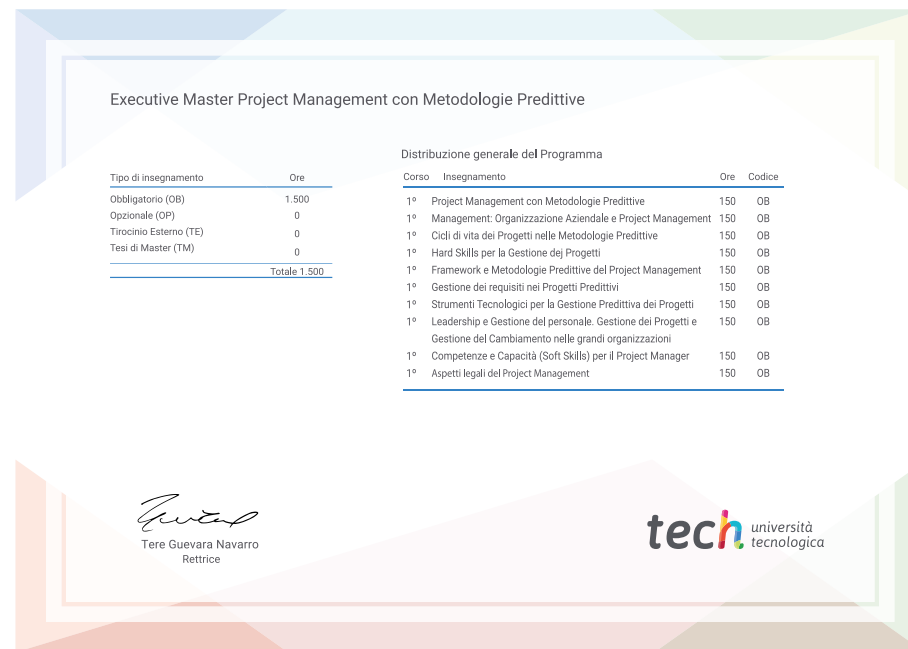 Executive Master Project Management con Metodologie Predittive
Tipo di insegnamento Ore
Obbligatorio (OB) 1.500
Opzionale (OP) 0
Tirocinio Esterno (TE) 0
Tesi di Master (TM) 0
Totale 1.500
Distribuzione generale del Programma
Corso Insegnamento Ore Codice
1º Project Management con Metodologie Predittive 150 OB
1º Management: Organizzazione Aziendale e Project Management 150 OB
1º Cicli di vita dei Progetti nelle Metodologie Predittive 150 OB
1º Hard Skills per la Gestione dej Progetti 150 OB
1º Framework e Metodologie Predittive del Project Management 150 OB
1º Gestione dei requisiti nei Progetti Predittivi 150 OB
1º Strumenti Tecnologici per la Gestione Predittiva dei Progetti 150 OB
1º Leadership e Gestione del personale. Gestione dei Progetti e 150 OB
Gestione del Cambiamento nelle grandi organizzazioni
1º Competenze e Capacità (Soft Skills) per il Project Manager 150 OB
1º Aspetti legali del Project Management 150 OB
Tere Guevara Navarro
Rettrice
tech università
tecnologica